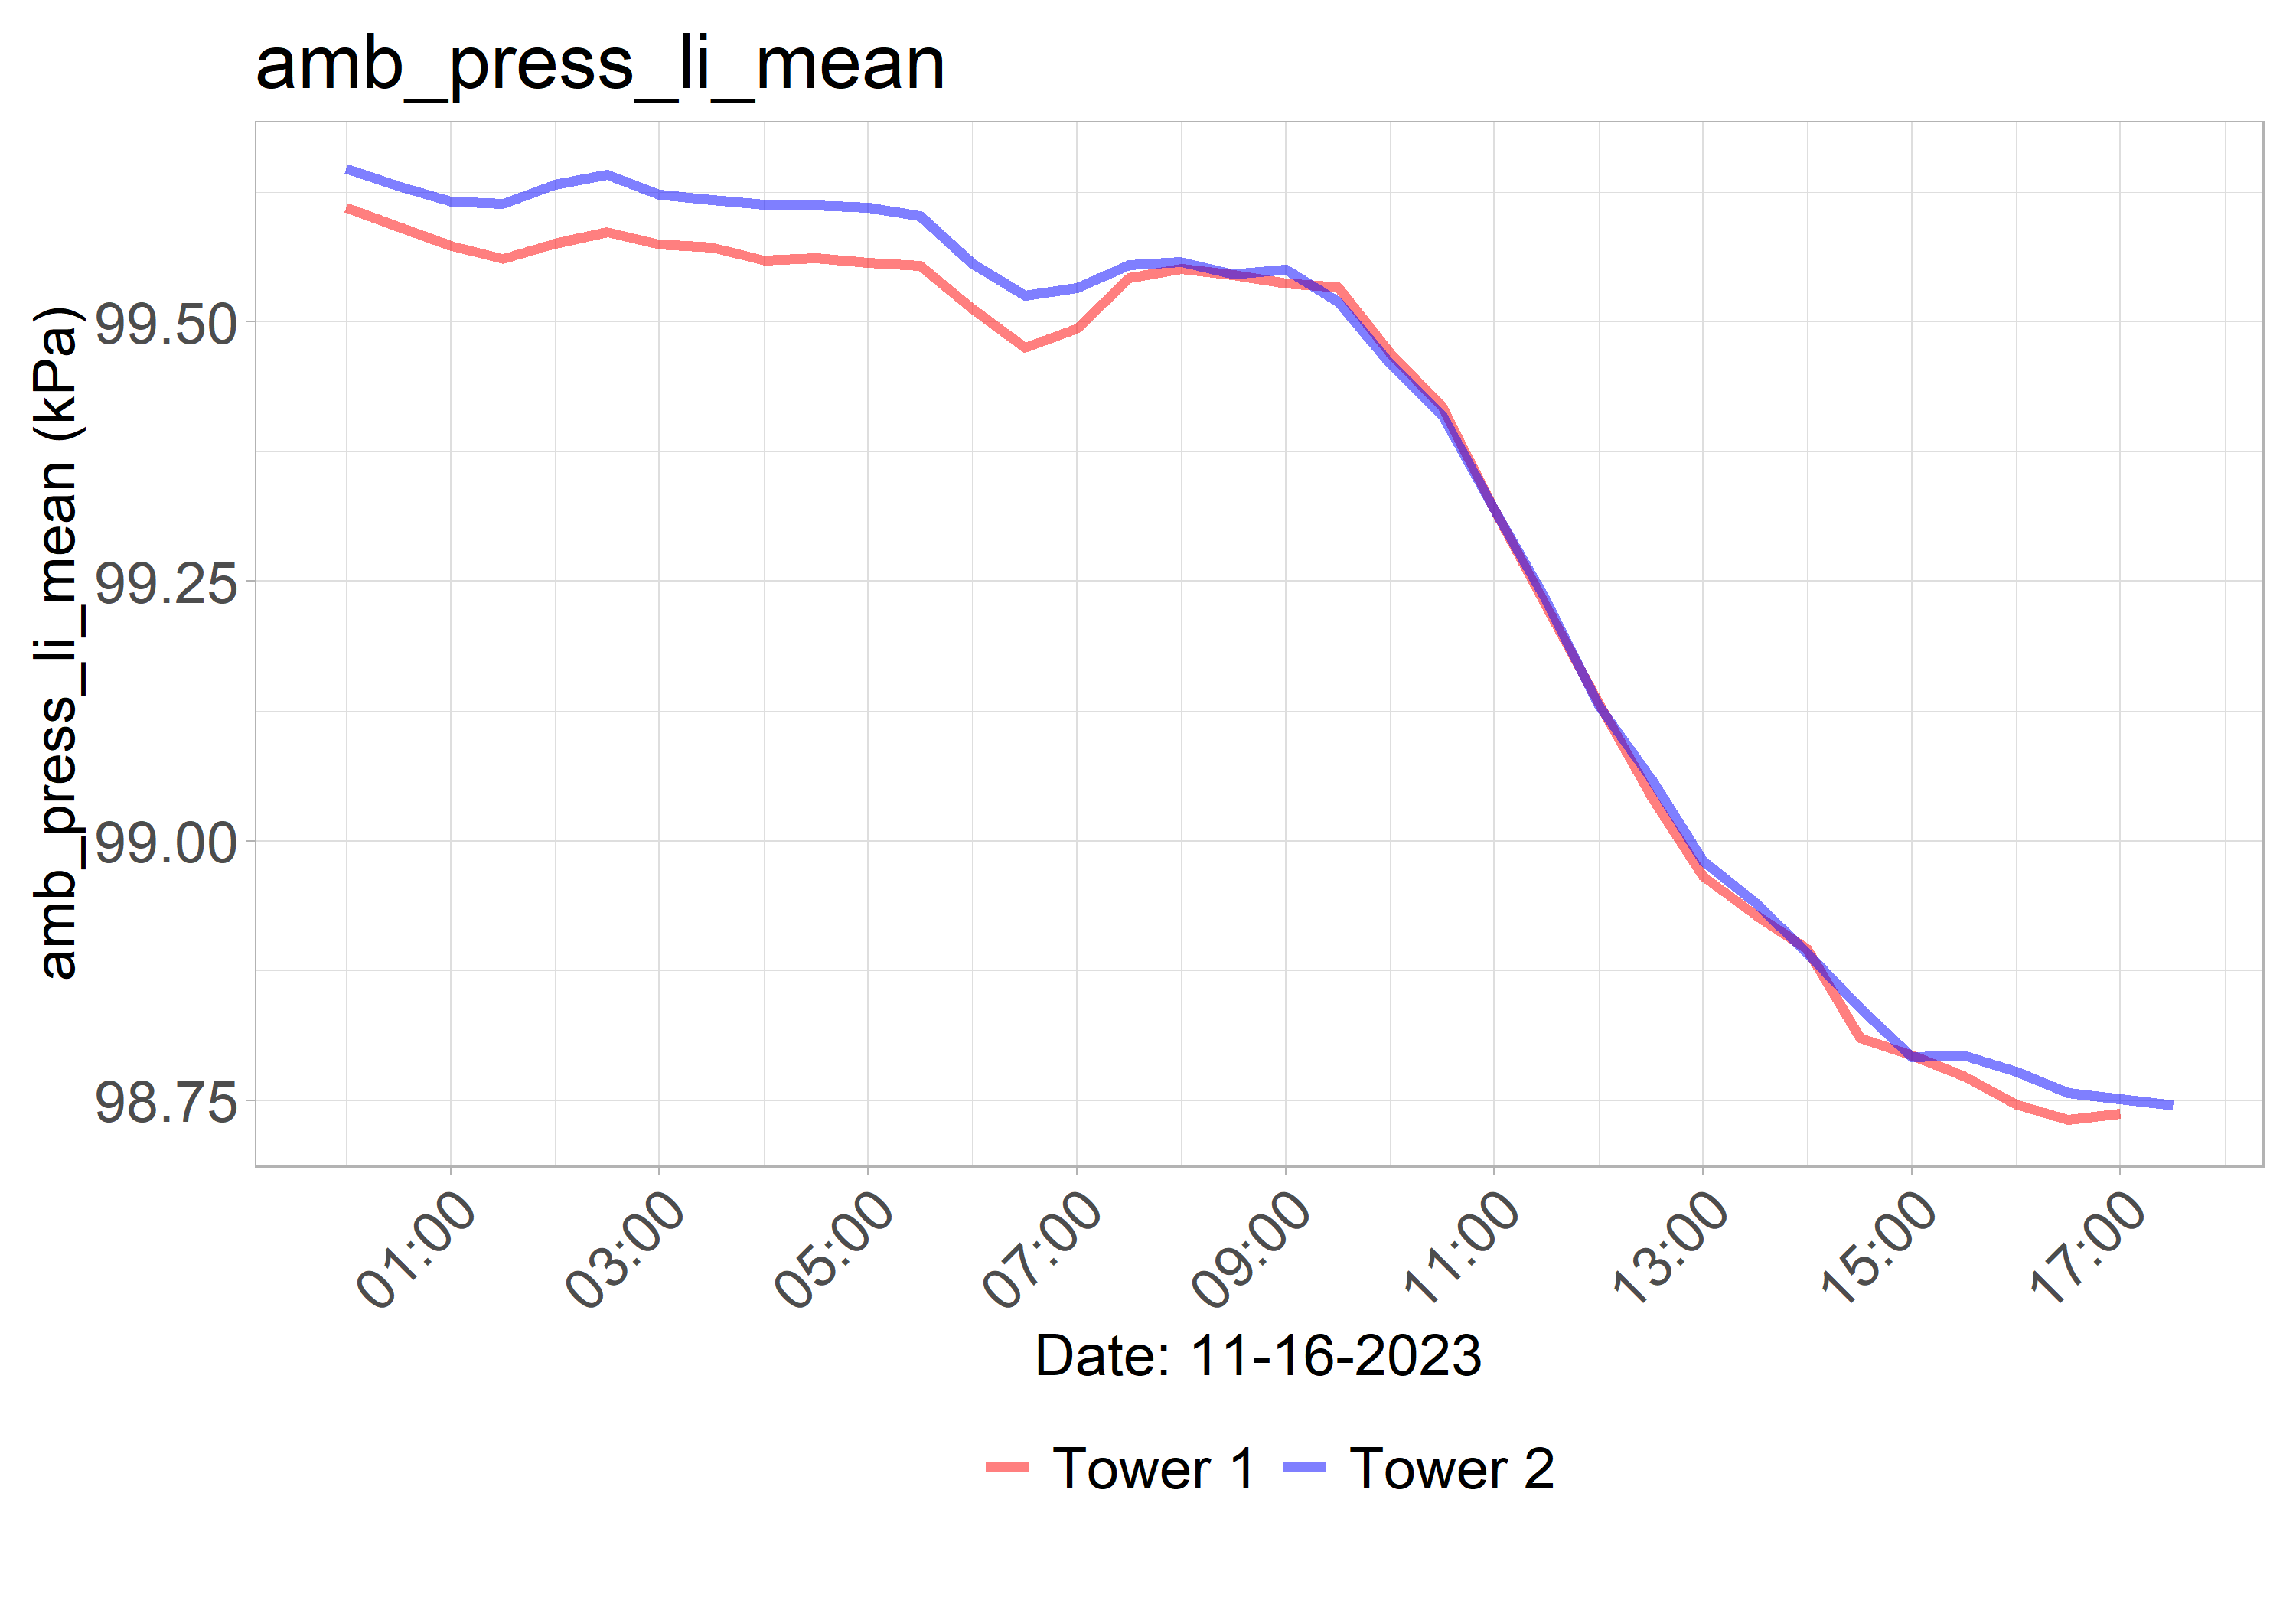 amb_press_li_mean
amb_press_li_mean (kPa)
99.50
99.25
99.00
98.75
01:00 03:00 05:00 07:00 09:00 11:00 13:00 15:00 17:00
Date: 11-16-2023
Tower 1 Tower 2